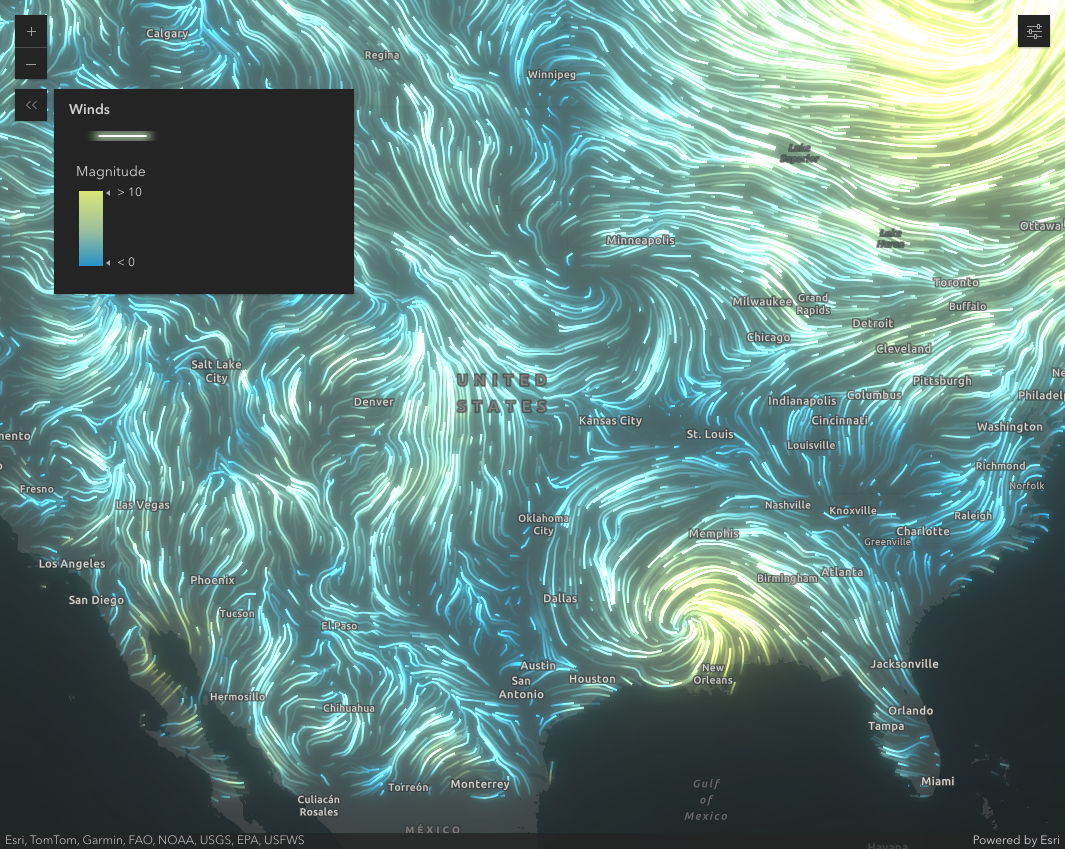 Calgary
Regina
Winnipeg
Winds
Magnitude
> 10
< 0
Lake
Superior
Minneapolis
Lake
Huron
Ottawa
Toronto
Buffalo
Milwaukee
Grand
Rapids
Detroit
Chicago
Cleveland
Salt Lake
City
Denver
UNITED
STATES
Pittsburgh
Ne
Philadelp
Indianapolis
Columbus
Kansas City
St. Louis
Cincinnati
Louisville
Washington
mento
o
Richmond
Norfolk
Fresno
Las Vegas
Oklahoma
City
Nashville
Knoxville
Raleigh
Memphis
Charlotte
Greenville
Los Angeles
Phoenix
Birmingham
Atlanta
San Diego
Tucson
El Paso
Dallas
Austin
San
Antonio
Houston
New
Orleans
Jacksonville
Hermosillo
Chihuahua
Orlando
Tampa
Torreón
Monterrey
Miami
Gulf
of
Mexico
Culiacán
Rosales
MÉXICO
Havana
Esri, TomTom, Garmin, FAO, NOAA, USGS, EPA, USFWS
Powered by Esri